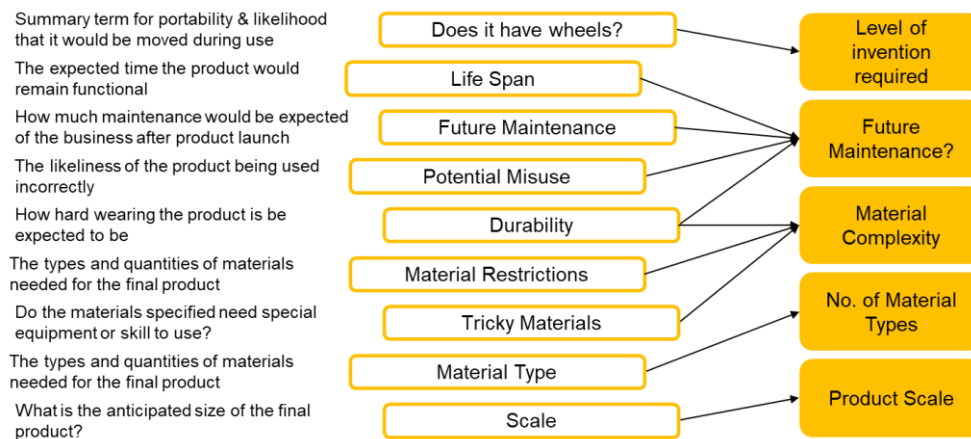 Summary term for portability & likelihood
that it would be moved during use
Does it have wheels?
Level of
invention
required
The expected time the product would
remain functional
Life Span
How much maintenance would be expected
of the business after product launch
Future Maintenance
Future
Maintenance?
The likeliness of the product being used
incorrectly
Potential Misuse
How hard wearing the product is be
expected to be
Durability
Material
Complexity
The types and quantities of materials
needed for the final product
Material Restrictions
Do the materials specified need special
equipment or skill to use?
Tricky Materials
No. of Material
Types
The types and quantities of materials
needed for the final product
Material Type
What is the anticipated size of the final
product?
Scale
Product Scale